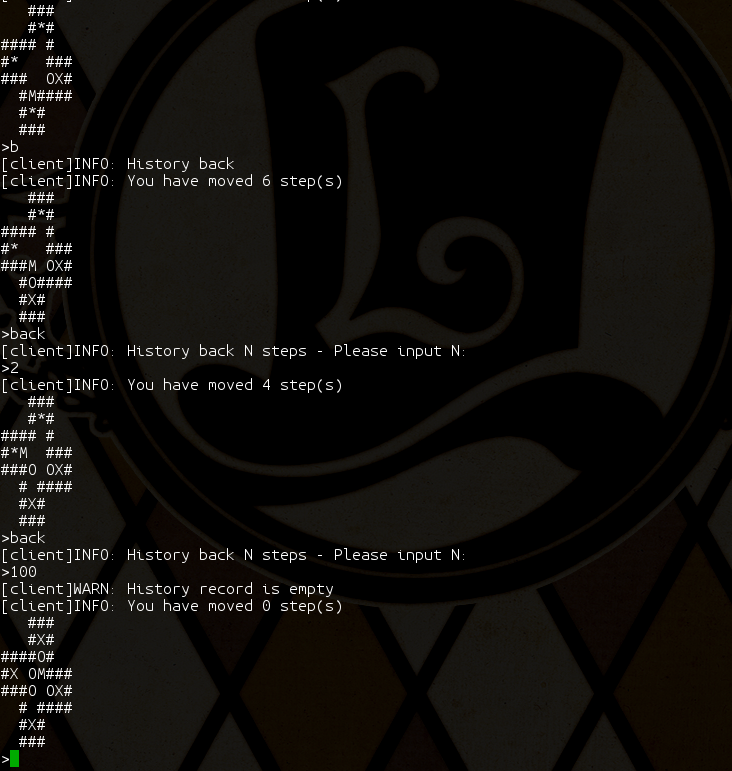 [client]
   ###
   #*#
#### #
#*   ###
###  OX#
  #M####
  #*#
  ###
>b
[client]INFO: History back
[client]INFO: You have moved 6 step(s)
   ###
   #*#
#### #
#*   ###
###M OX#
  #O####
  #X#
  ###
>back
[client]INFO: History back N steps - Please input N:
>2
[client]INFO: You have moved 4 step(s)
   ###
   #*#
#### #
#*M  ###
###O OX#
  # ####
  #X#
  ###
>back
[client]INFO: History back N steps - Please input N:
>100
[client]WARN: History record is empty
[client]INFO: You have moved 0 step(s)
   ###
   #X#
####O#
#X OM###
###O OX#
  # ####
  #X#
  ###
>
L